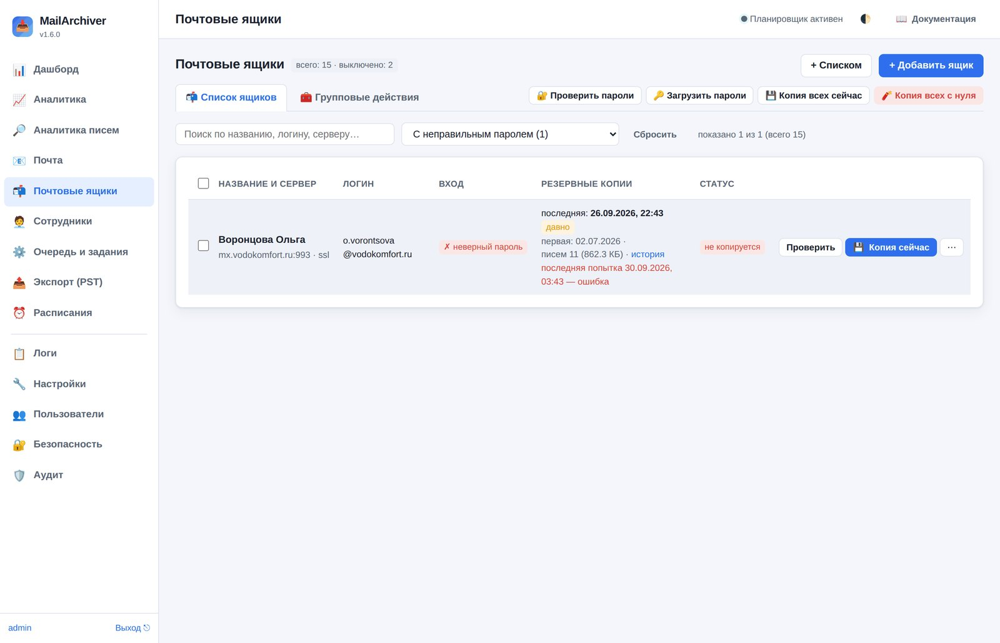 MailArchiver
v1.6.0
Дашборд
Аналитика
Аналитика писем
Почта
Почтовые ящики
Сотрудники
Очередь и задания
Экспорт (PST)
Расписания
Логи
Настройки
Пользователи
Безопасность
Аудит
admin
Выход
Почтовые ящики
Планировщик активен
Документация
Почтовые ящики
всего: 15 · выключено: 2
+ Списком
+ Добавить ящик
Список ящиков
Групповые действия
Проверить пароли
Загрузить пароли
Копия всех сейчас
Копия всех с нуля
Поиск по названию, логину, серверу…
С неправильным паролем (1)
Сбросить
показано 1 из 1 (всего 15)
НАЗВАНИЕ И СЕРВЕР
ЛОГИН
ВХОД
РЕЗЕРВНЫЕ КОПИИ
СТАТУС
Воронцова Ольга
mx.vodokomfort.ru:993 · ssl
o.vorontsova
@vodokomfort.ru
✗ неверный пароль
последняя: 26.09.2026, 22:43
давно
первая: 02.07.2026 ·
писем 11 (862.3 КБ) · история
последняя попытка 30.09.2026,
03:43 — ошибка
не копируется
Проверить
Копия сейчас
⋯